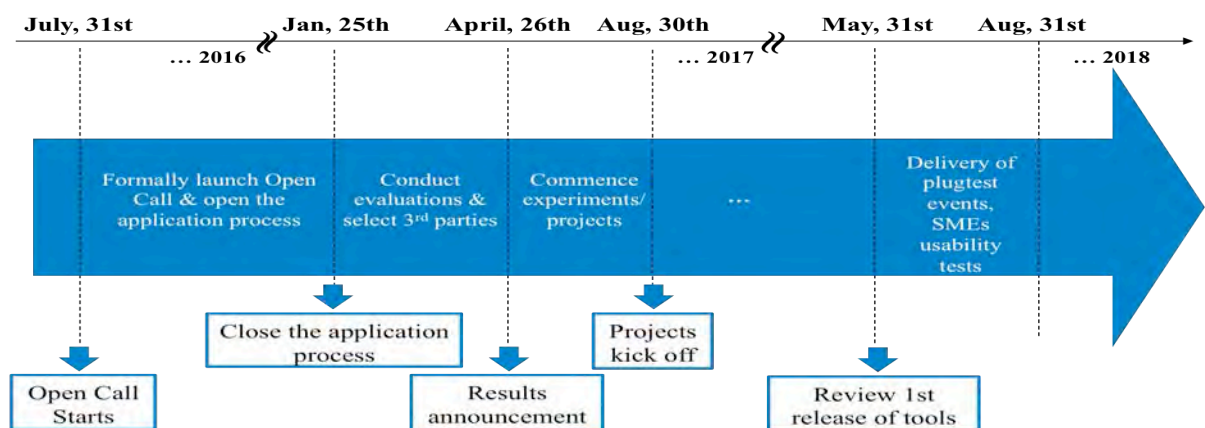 July, 31st
Jan, 25th
April, 26th
Aug, 30th
May, 31st
Aug, 31st
... 2016
... 2017
... 2018
Formally launch Open
Call & open the
application process
Conduct
evaluations &
select 3rd parties
Commence
experiments/
projects
...
Delivery of
plugtest
events,
SMEs
usability
tests
Close the application
process
Projects
kick off
Open Call
Starts
Results
announcement
Review 1st
release of tools